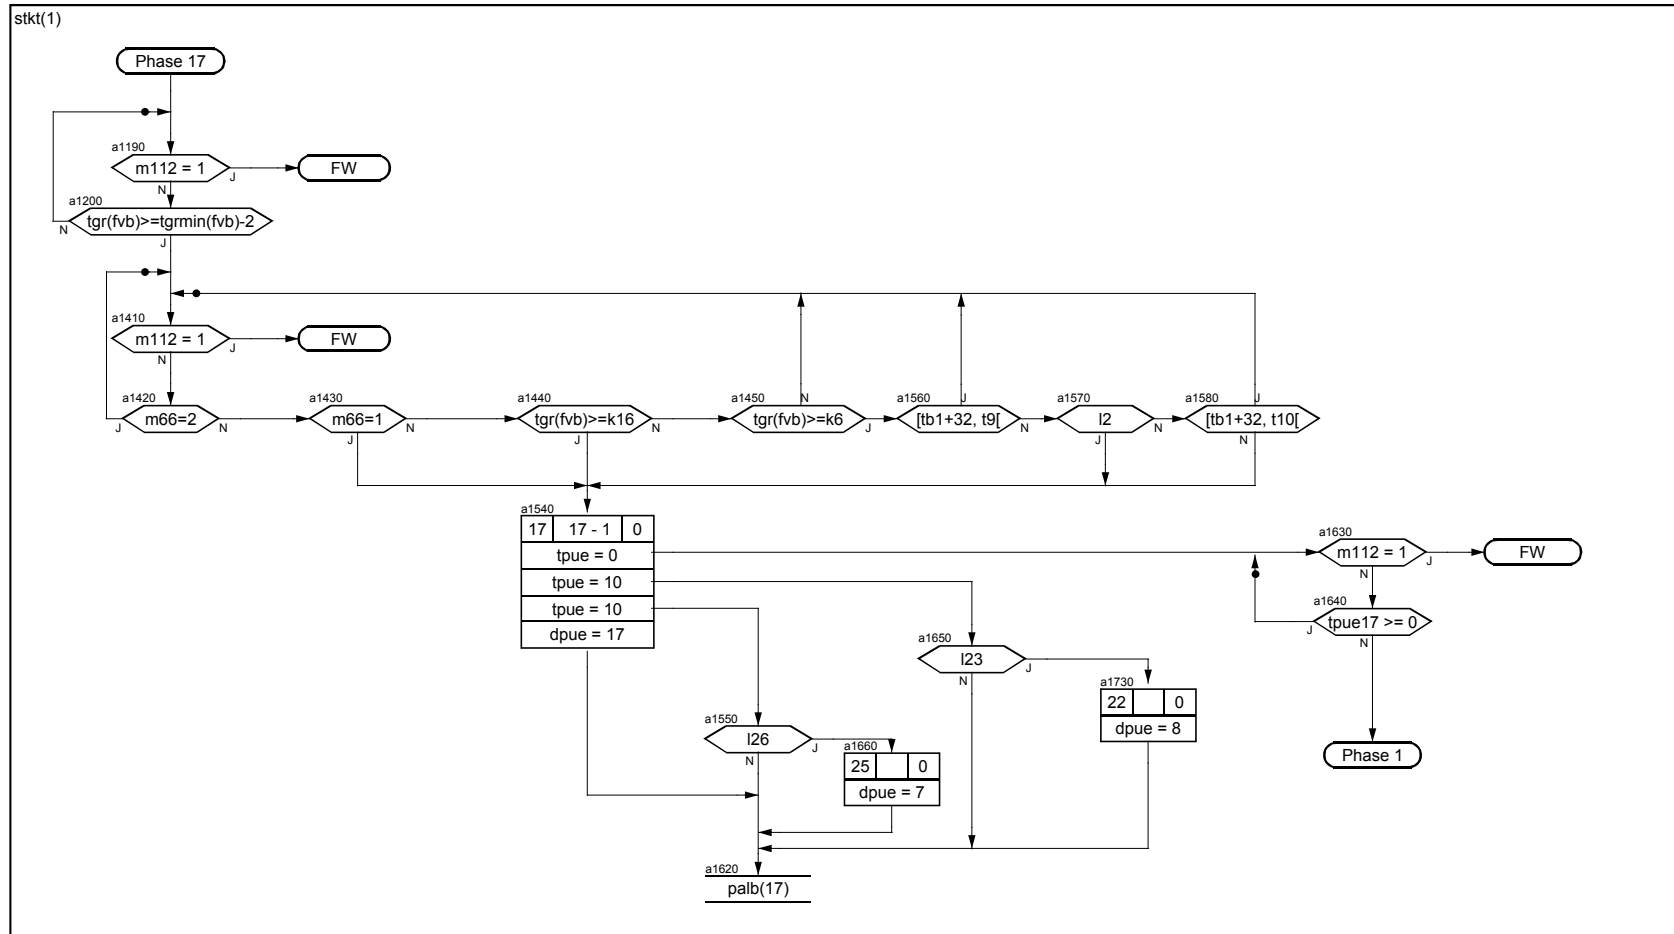 stkt(1)
Phase 17
a1190
m112 = 1
J
FW
N
a1200
tgr(fvb)>=tgrmin(fvb)-2
N
J
a1410
m112 = 1
J
FW
N
a1420
m66=2
J
N
a1430
m66=1
N
J
a1440
tgr(fvb)>=k16
N
J
a1450
N
tgr(fvb)>=k6
J
a1560
J
[tb1+32, t9[
N
a1570
l2
N
J
a1580
J
[tb1+32, t10[
N
a1540
17 17 - 1 0
tpue = 0
tpue = 10
tpue = 10
dpue = 17
a1630
m112 = 1
J
FW
N
a1640
tpue17 >= 0
J
N
Phase 1
a1650
l23
J
N
a1730
22 0
dpue = 8
a1550
l26
J
N
a1660
25 0
dpue = 7
a1620
palb(17)